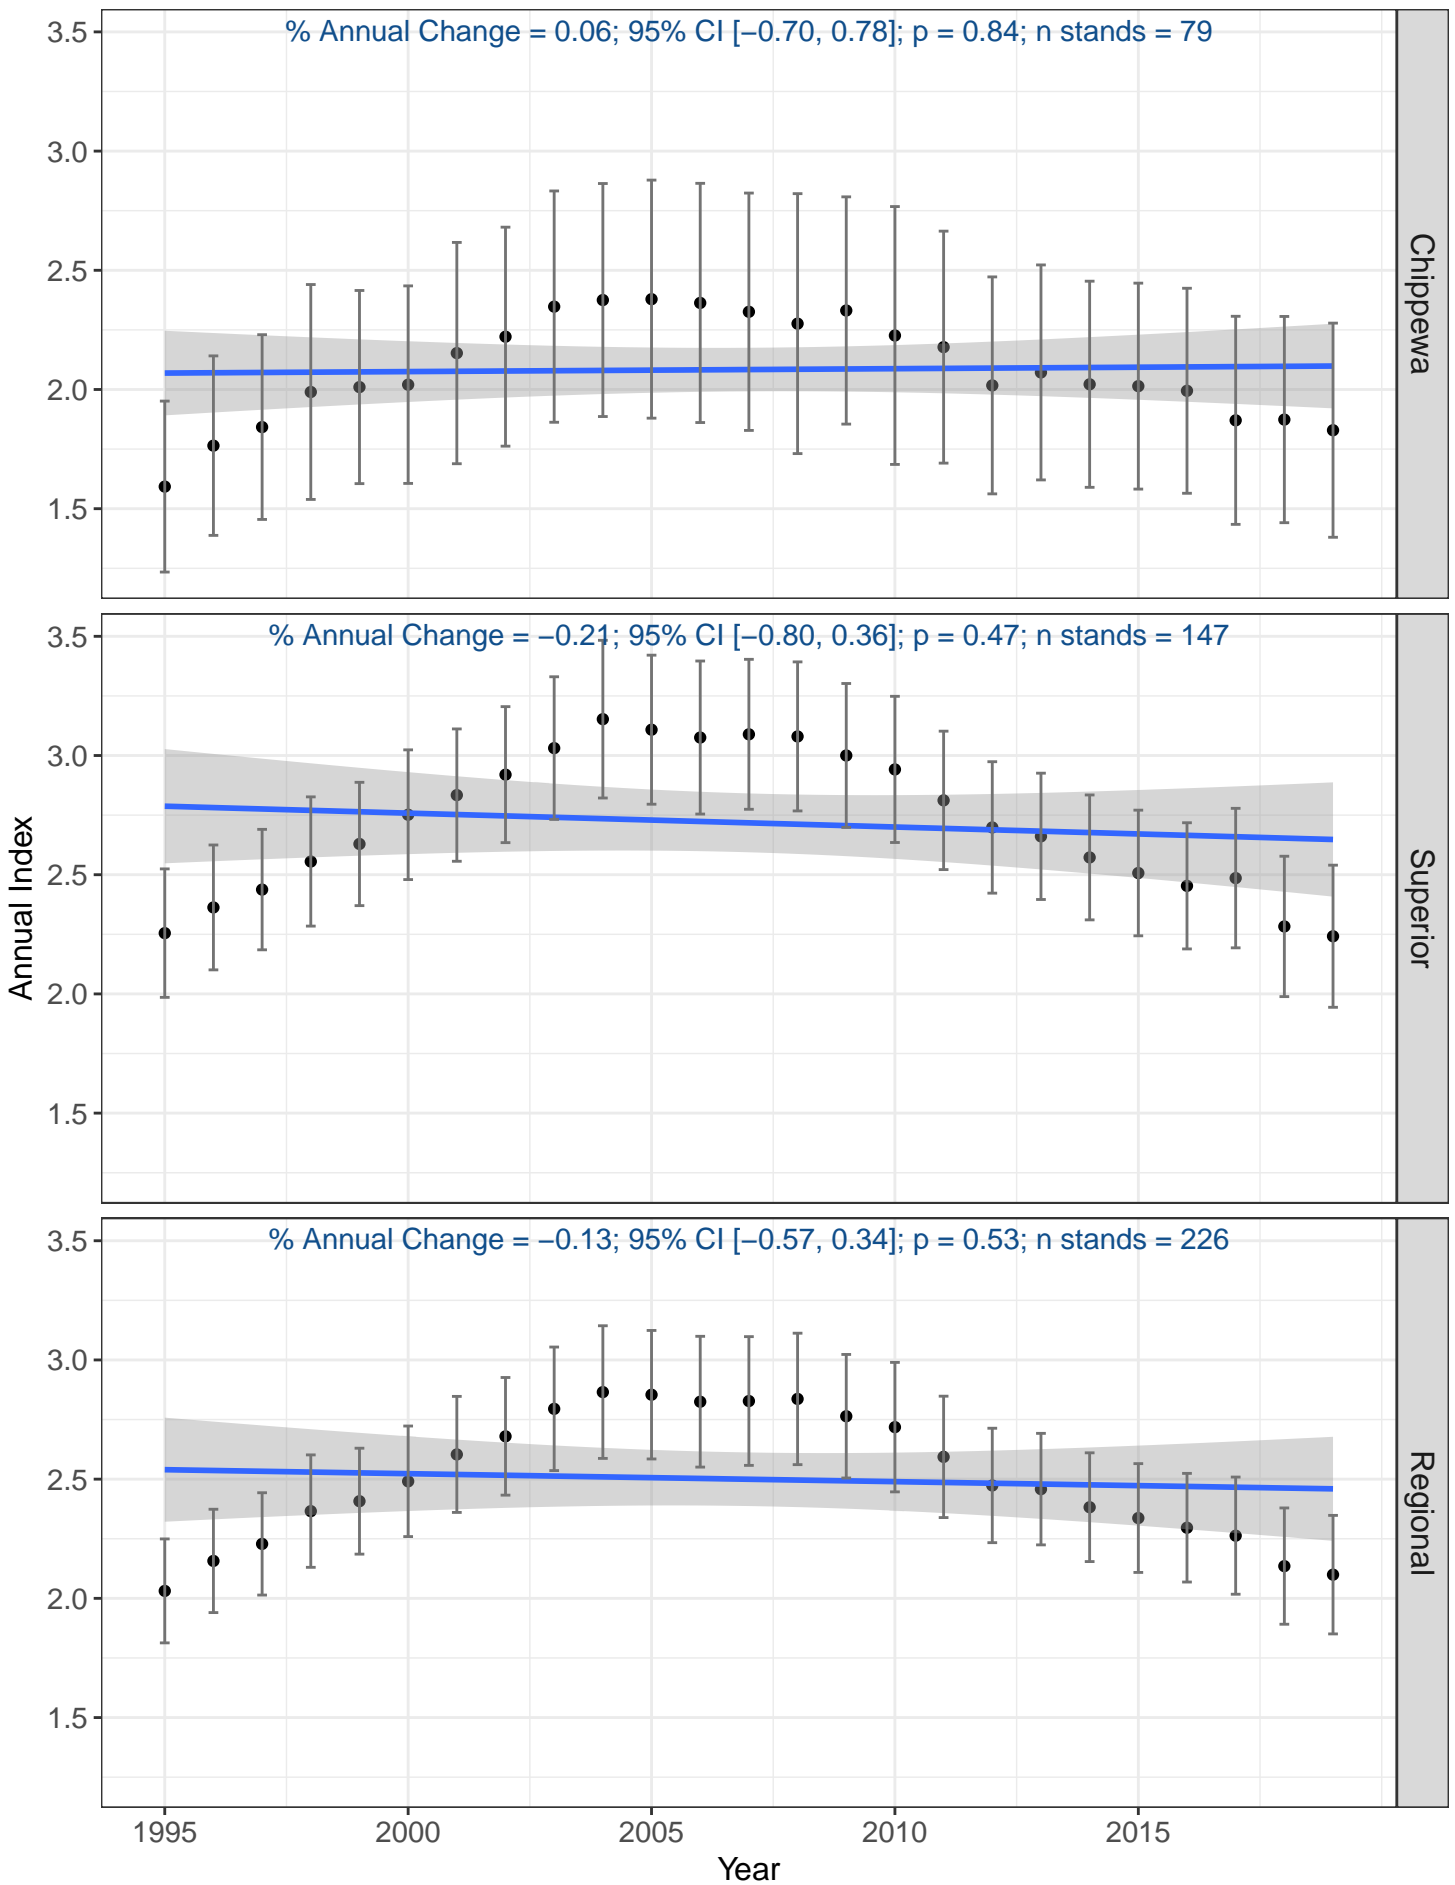 % Annual Change = 0.06; 95% CI [−0.70, 0.78]; p = 0.84; n stands = 79
3.5
3.0
2.5
2.0
1.5
Chippewa
% Annual Change = −0.21; 95% CI [−0.80, 0.36]; p = 0.47; n stands = 147
3.5
3.0
2.5
2.0
1.5
Superior
Annual Index
% Annual Change = −0.13; 95% CI [−0.57, 0.34]; p = 0.53; n stands = 226
3.5
3.0
2.5
2.0
1.5
Regional
1995 2000 2005 2010 2015
Year